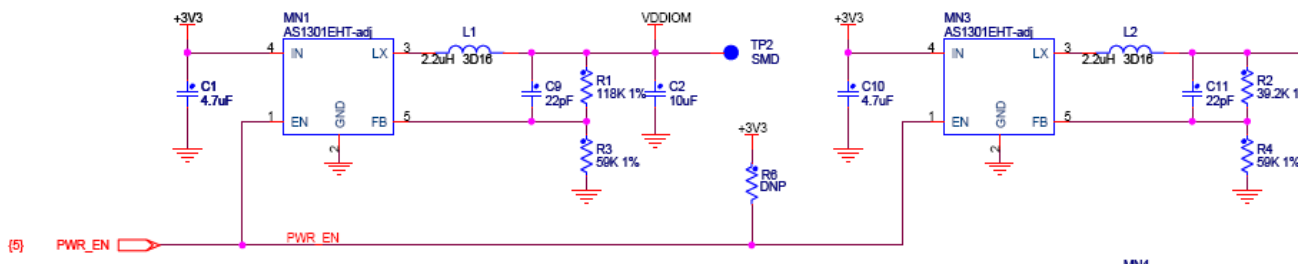 +3V3
MN1
AS1301EHT-adj
4
IN
LX
3
L1
2.2uH 3D16
VDDIOM
TP2
SMD
C1
4.7uF
C9
22pF
R1
118K 1%
C2
10uF
1
EN
GND
FB
5
2
R3
59K 1%
+3V3
R6
DNP
+3V3
MN3
AS1301EHT-adj
4
IN
LX
3
L2
2.2uH 3D16
C10
4.7uF
C11
22pF
R2
39.2K 1
1
EN
GND
FB
5
2
R4
59K 1%
{5}
PWR_EN
PWR_EN
MN4